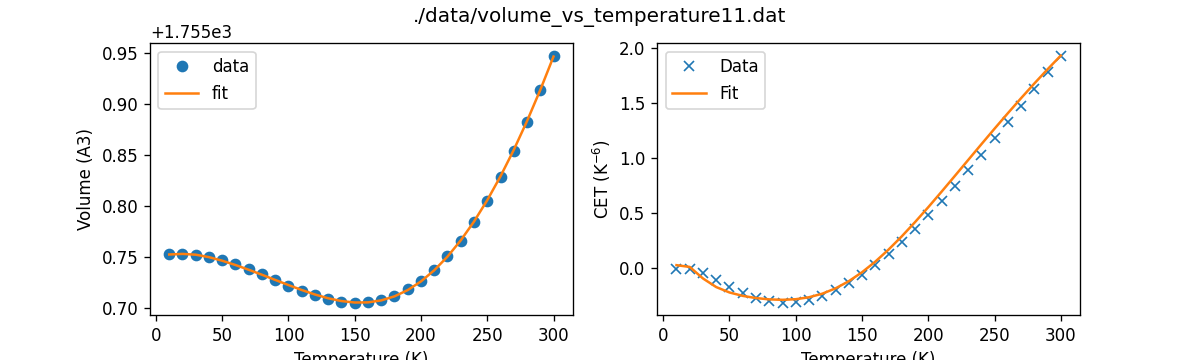 ./data/volume_vs_temperature11.dat
+1.755e3
0.95
0.90
0.85
0.80
0.75
0.70
Volume (A3)
data
fit
0 50 100 150 200 250 300
Temperature (K)
2.0
1.5
1.0
0.5
0.0
CET (K⁻⁶)
Data
Fit
0 50 100 150 200 250 300
Temperature (K)